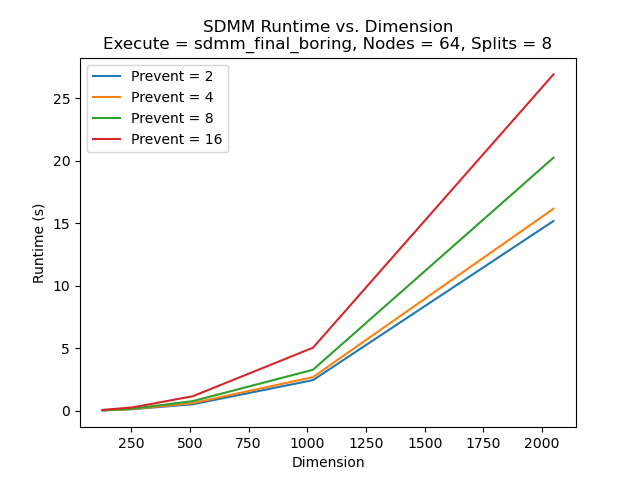 SDMM Runtime vs. Dimension
Execute = sdmm_final_boring, Nodes = 64, Splits = 8
Prevent = 2
Prevent = 4
Prevent = 8
Prevent = 16
25
20
15
10
5
0
Runtime (s)
250 500 750 1000 1250 1500 1750 2000
Dimension